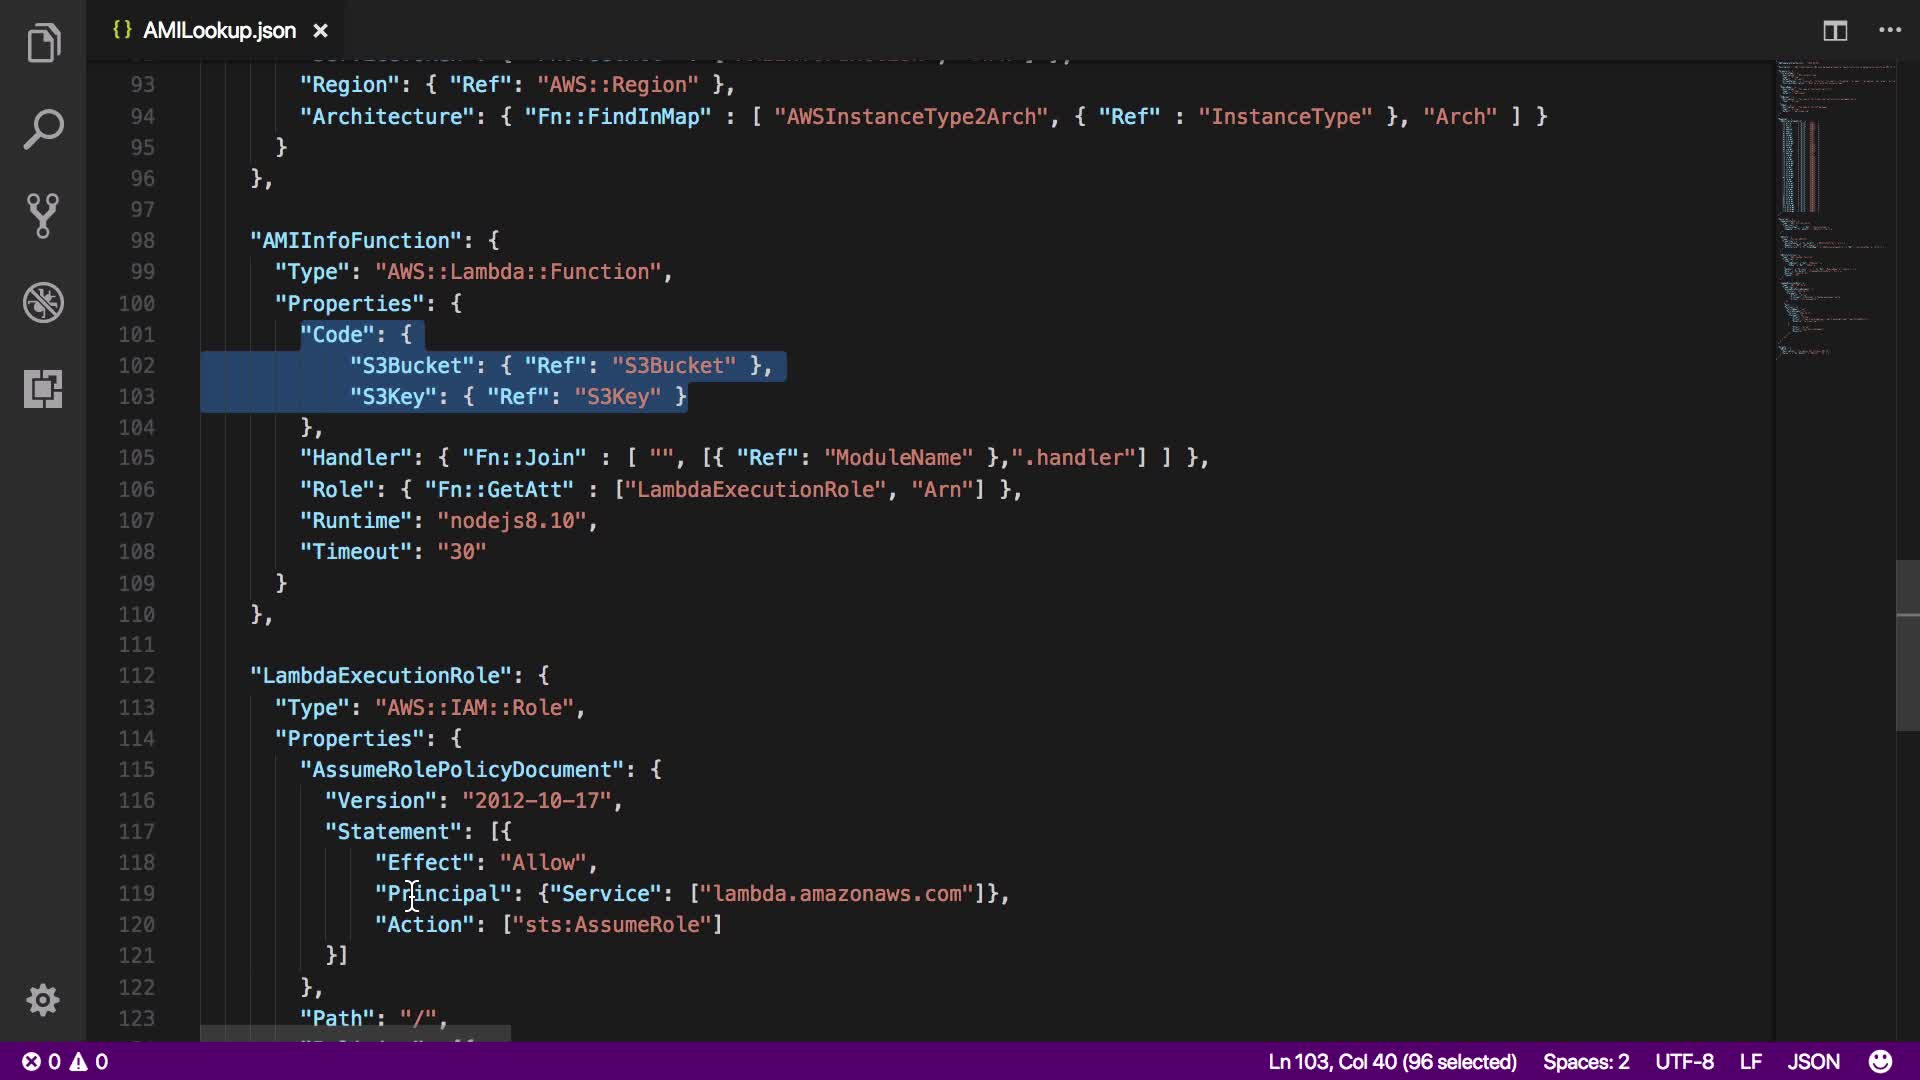 {} AMILookup.json ×
93 "Region": { "Ref": "AWS::Region" },
94 "Architecture": { "Fn::FindInMap" : [ "AWSInstanceType2Arch", { "Ref" : "InstanceType" }, "Arch" ] }
95 }
96 },
97
98 "AMIInfoFunction": {
99 "Type": "AWS::Lambda::Function",
100 "Properties": {
101 "Code": {
102 "S3Bucket": { "Ref": "S3Bucket" },
103 "S3Key": { "Ref": "S3Key" }
104 },
105 "Handler": { "Fn::Join" : [ "", [{ "Ref": "ModuleName" },".handler"] ] },
106 "Role": { "Fn::GetAtt" : ["LambdaExecutionRole", "Arn"] },
107 "Runtime": "nodejs8.10",
108 "Timeout": "30"
109 }
110 },
111
112 "LambdaExecutionRole": {
113 "Type": "AWS::IAM::Role",
114 "Properties": {
115 "AssumeRolePolicyDocument": {
116 "Version": "2012-10-17",
117 "Statement": [{
118 "Effect": "Allow",
119 "Principal": {"Service": ["lambda.amazonaws.com"]},
120 "Action": ["sts:AssumeRole"]
121 }]
122 },
123 "Path": "/",
0 0 Ln 103, Col 40 (96 selected) Spaces: 2 UTF-8 LF JSON